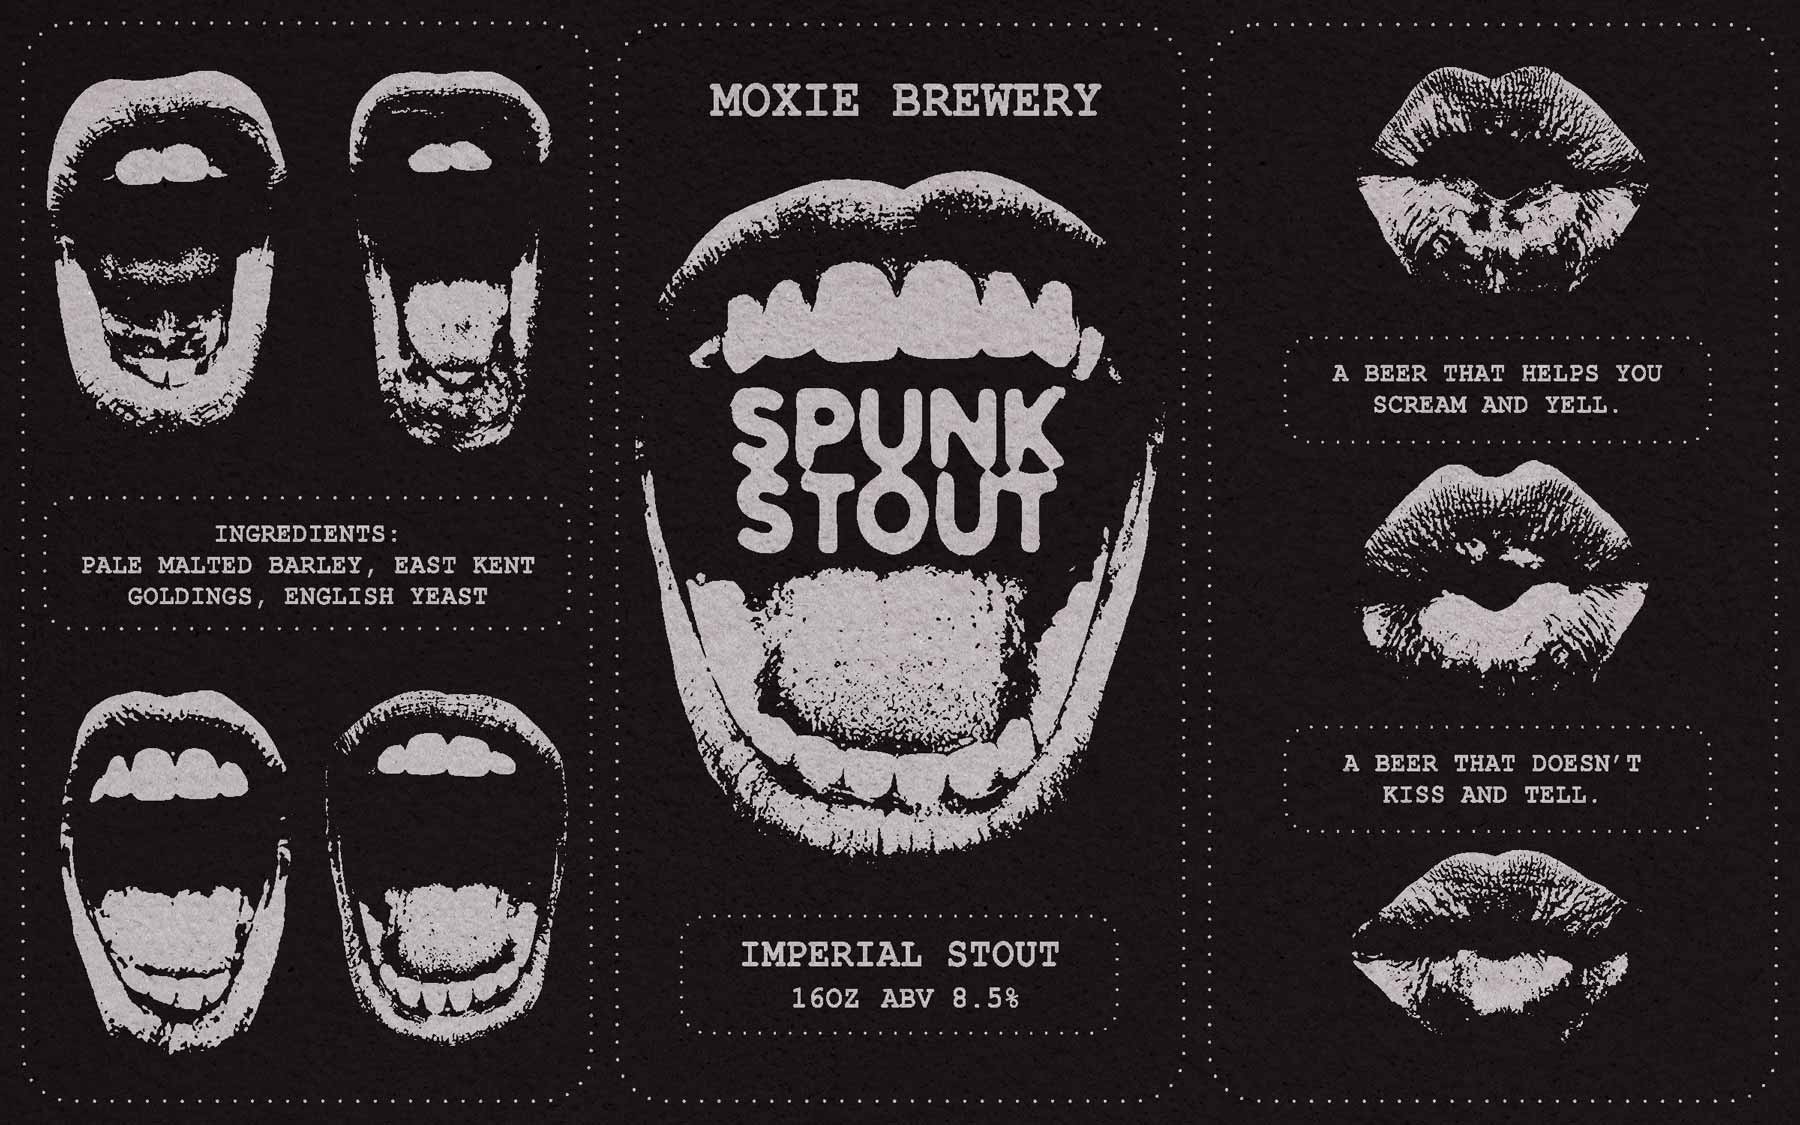 INGREDIENTS:
PALE MALTED BARLEY, EAST KENT
GOLDINGS, ENGLISH YEAST
MOXIE BREWERY
SPUNK
STOUT
IMPERIAL STOUT
16OZ ABV 8.5%
A BEER THAT HELPS YOU
SCREAM AND YELL.
A BEER THAT DOESN'T
KISS AND TELL.